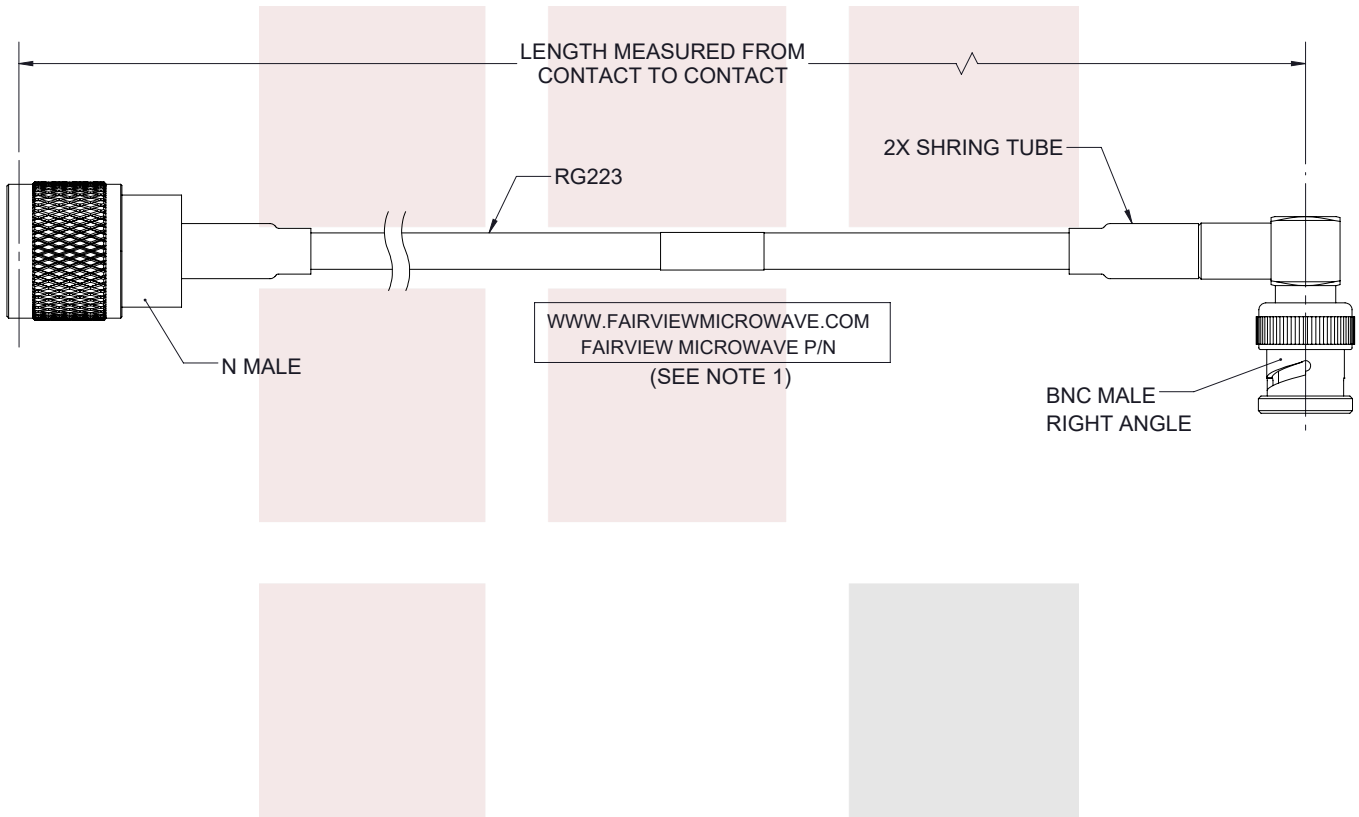 LENGTH MEASURED FROM
CONTACT TO CONTACT
2X SHRING TUBE
RG223
WWW.FAIRVIEWMICROWAVE.COM
FAIRVIEW MICROWAVE P/N
(SEE NOTE 1)
N MALE
BNC MALE
RIGHT ANGLE